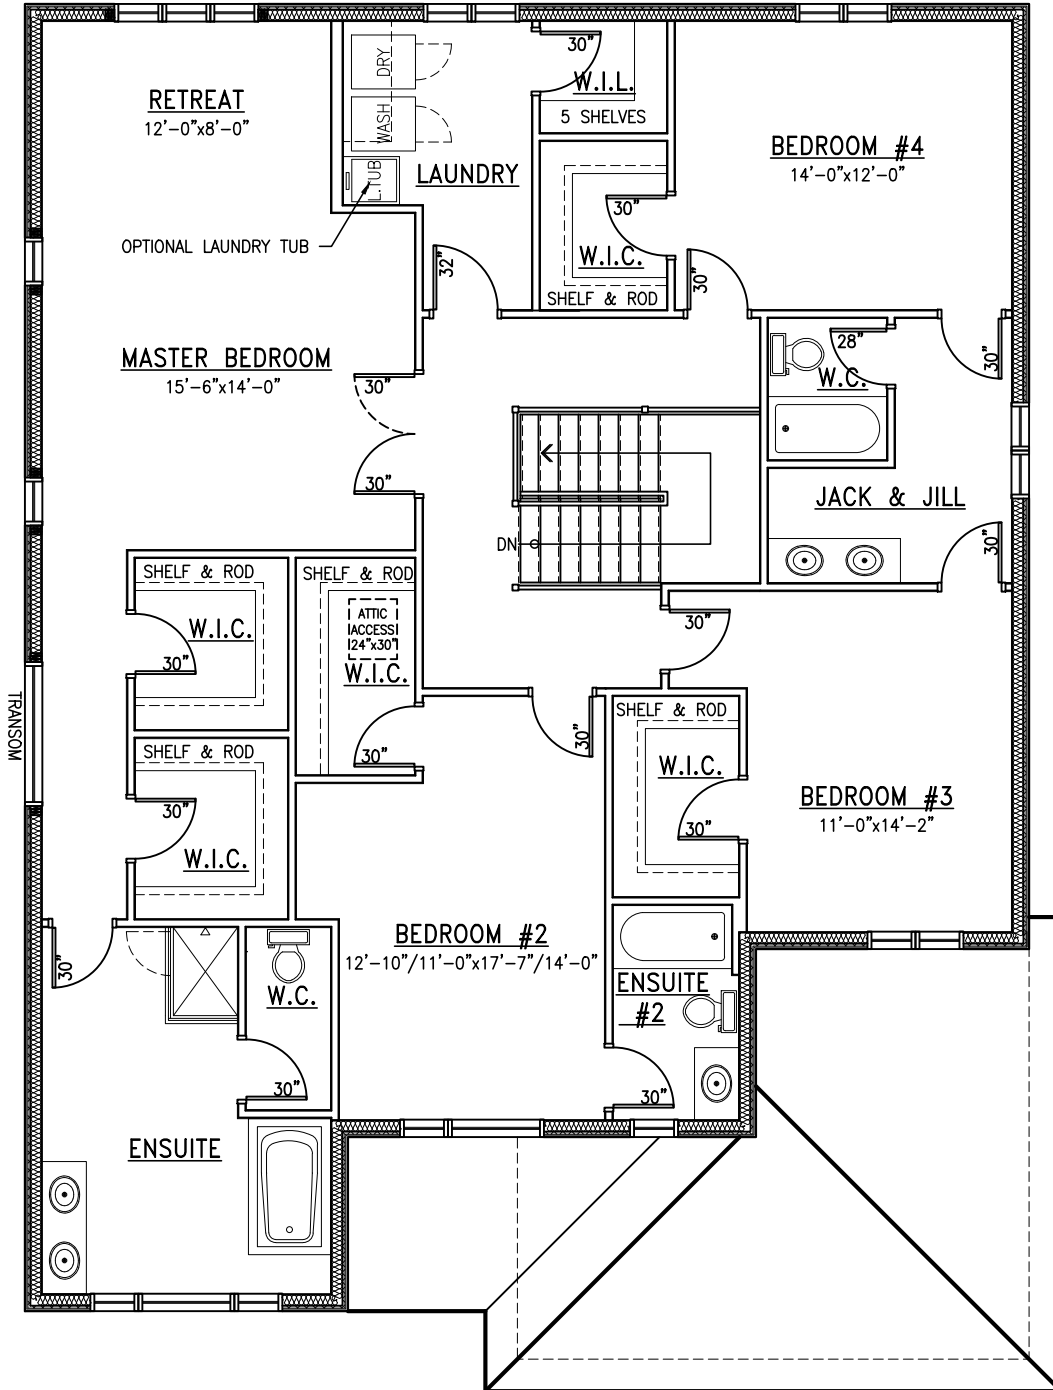 RETREAT
12'-0"x8'-0"
DRY
WASH
L.TUB
LAUNDRY
OPTIONAL LAUNDRY TUB
32"
30"
W.I.L.
5 SHELVES
30"
W.I.C.
SHELF & ROD
BEDROOM #4
14'-0"x12'-0"
30"
MASTER BEDROOM
15'-6"x14'-0"
30"
30"
28"
W.C.
30"
JACK & JILL
30"
DN
SHELF & ROD
W.I.C.
30"
SHELF & ROD
ATTIC
ACCESS
24"x30"
W.I.C.
30"
30"
30"
TRANSOM
SHELF & ROD
30"
W.I.C.
SHELF & ROD
W.I.C.
30"
BEDROOM #3
11'-0"x14'-2"
BEDROOM #2
12'-10"/11'-0"x17'-7"/14'-0"
30"
W.C.
30"
ENSUITE
ENSUITE
#2
30"